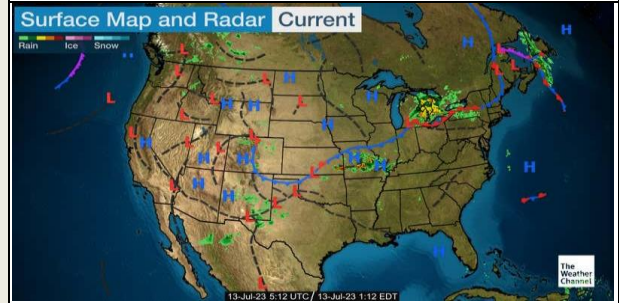 Surface Map and Radar Current
Rain Ice Snow
H H H
L L L
L L
L H H H
L H H L H H
L
L L
H L L H
L L H H H L H H
L
L H H L H
L L
H
L
The Weather Channel
13-Jul-23 5:12 UTC / 13-Jul-23 1:12 EDT